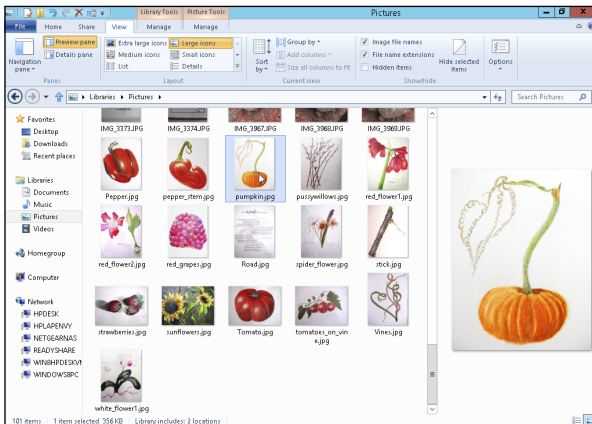 Library Tools Picture Tools Pictures
File Home Share View Manage Manage
Navigation pane
Preview pane
Details pane
Panes
Extra large icons Large icons
Medium icons Small icons
List Details
Layout
Sort by
Group by
Add columns
Size all columns to fit
Current view
Image file names
File name extensions
Hidden items
Hide selected items
Show/hide
Options
Libraries Pictures
Search Pictures
Favorites
Desktop
Downloads
Recent places
Libraries
Documents
Music
Pictures
Videos
Homegroup
Computer
Network
HPDESK
HPLAPENVY
NETGEARNAS
READYSHARE
WIN8HPDESKVM
WINDOWS8PC
IMG_3373.JPG IMG_3374.JPG IMG_3967.JPG IMG_3968.JPG IMG_3969.JPG
Pepper.jpg pepper_stem.jpg pumpkin.jpg pussywillows.jpg red_flower1.jpg
red_flower2.jpg red_grapes.jpg Road.jpg spider_flower.jpg stick.jpg
strawberries.jpg sunflowers.jpg Tomato.jpg tomatoes_on_vin
e.jpg Vines.jpg
white_flower1.jpg
101 items 1 item selected 356 KB Library includes: 2 locations